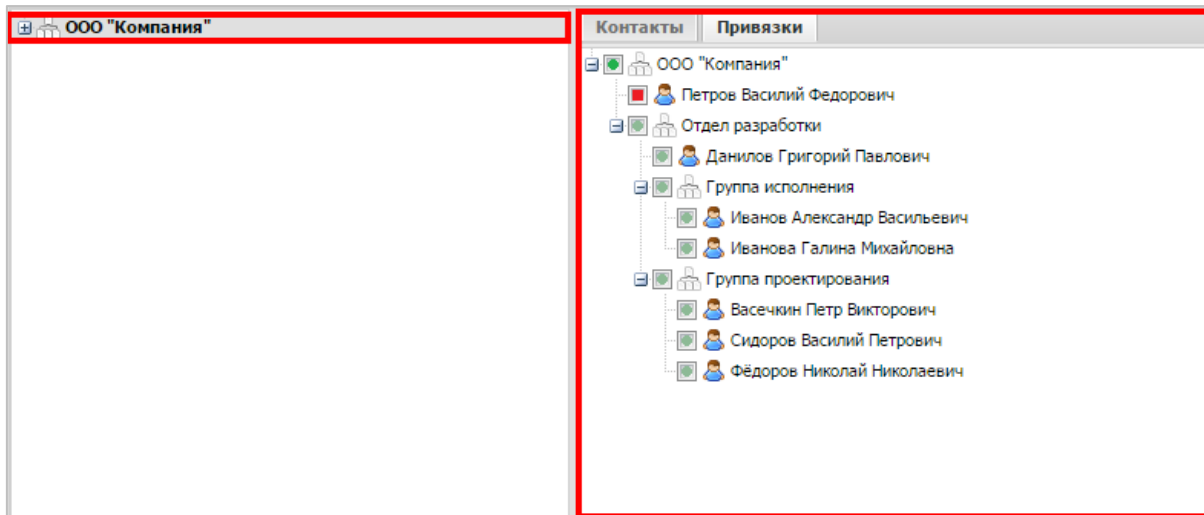 ООО "Компания"
Контакты Привязки
ООО "Компания"
Петров Василий Федорович
Отдел разработки
Данилов Григорий Павлович
Группа исполнения
Иванов Александр Васильевич
Иванова Галина Михайловна
Группа проектирования
Васечкин Петр Викторович
Сидоров Василий Петрович
Фёдоров Николай Николаевич